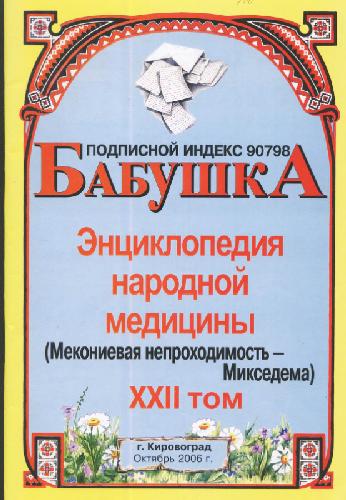 ПОДПИСНОЙ ИНДЕКС 90798
БАБУШКА
Энциклопедия
народной
медицины
(Мекониевая непроходимость –
Микседема)
XXII том
г. Кировоград
Октябрь 2006 г.